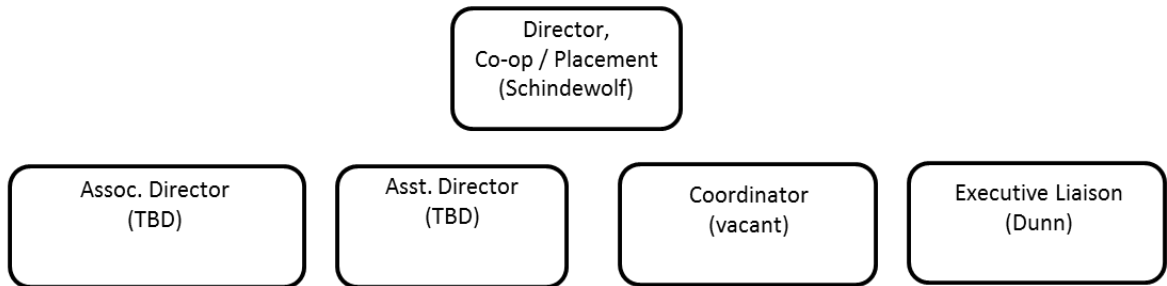 Director,
Co-op / Placement
(Schindewolf)
Assoc. Director
(TBD)
Asst. Director
(TBD)
Coordinator
(vacant)
Executive Liaison
(Dunn)